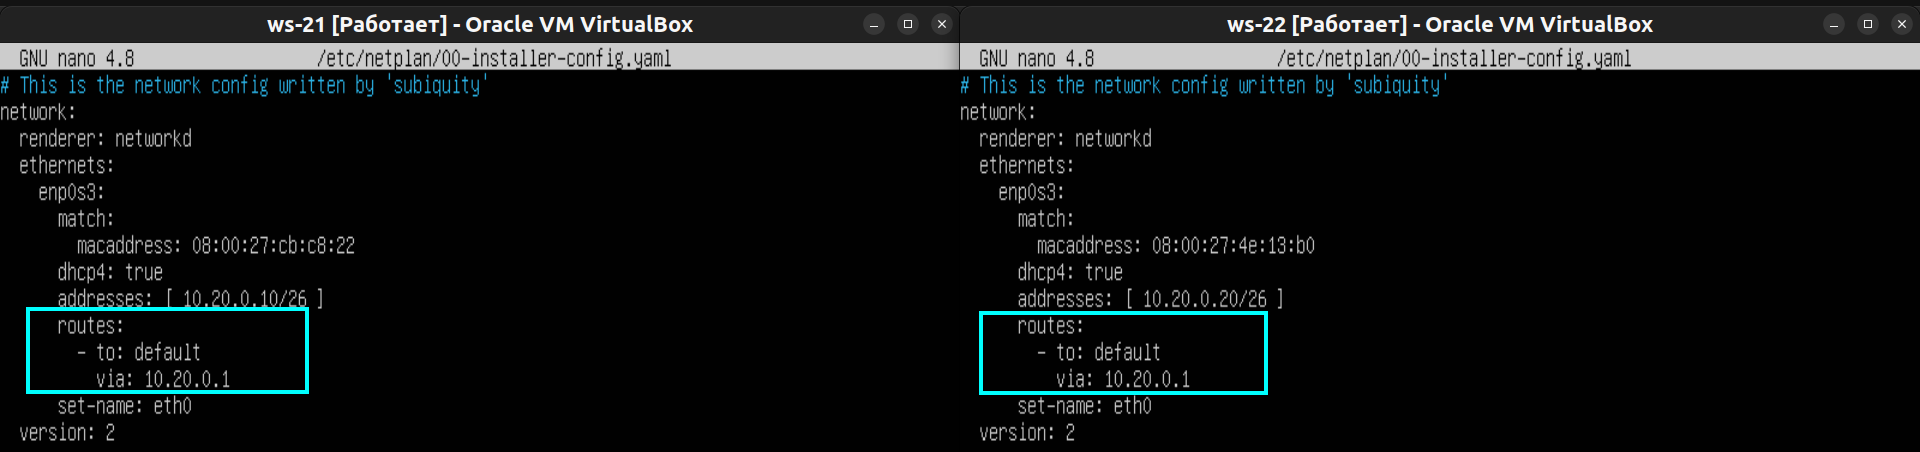 ws-21 [Работает] - Oracle VM VirtualBox
GNU nano 4.8 /etc/netplan/00-installer-config.yaml
# This is the network config written by 'subiquity'
network:
  renderer: networkd
  ethernets:
    enp0s3:
      match:
        macaddress: 08:00:27:cb:c8:22
      dhcp4: true
      addresses: [ 10.20.0.10/26 ]
      routes:
        - to: default
          via: 10.20.0.1
      set-name: eth0
  version: 2
ws-22 [Работает] - Oracle VM VirtualBox
GNU nano 4.8 /etc/netplan/00-installer-config.yaml
# This is the network config written by 'subiquity'
network:
  renderer: networkd
  ethernets:
    enp0s3:
      match:
        macaddress: 08:00:27:4e:13:b0
      dhcp4: true
      addresses: [ 10.20.0.20/26 ]
      routes:
        - to: default
          via: 10.20.0.1
      set-name: eth0
  version: 2